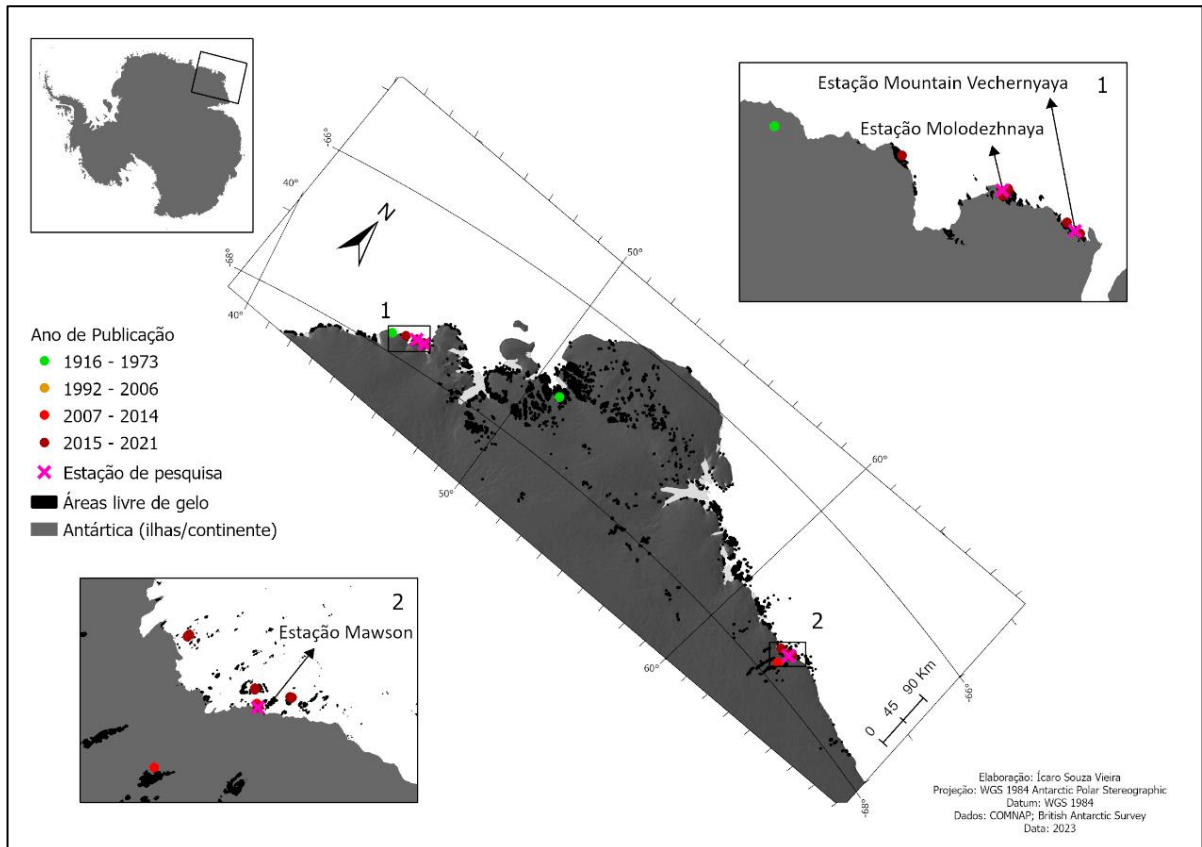 Estação Mountain Vechernyaya
1
Estação Molodezhnaya
-66°
40°
N
50°
-68°
40°
1
Ano de Publicação
1916 - 1973
1992 - 2006
2007 - 2014
2015 - 2021
Estação de pesquisa
Áreas livre de gelo
Antártica (ilhas/continente)
60°
50°
2
Estação Mawson
2
60°
-66°
0 45 90 Km
-68°
Elaboração: Ícaro Souza Vieira
Projeção: WGS 1984 Antarctic Polar Stereographic
Datum: WGS 1984
Dados: COMNAP; British Antarctic Survey
Data: 2023